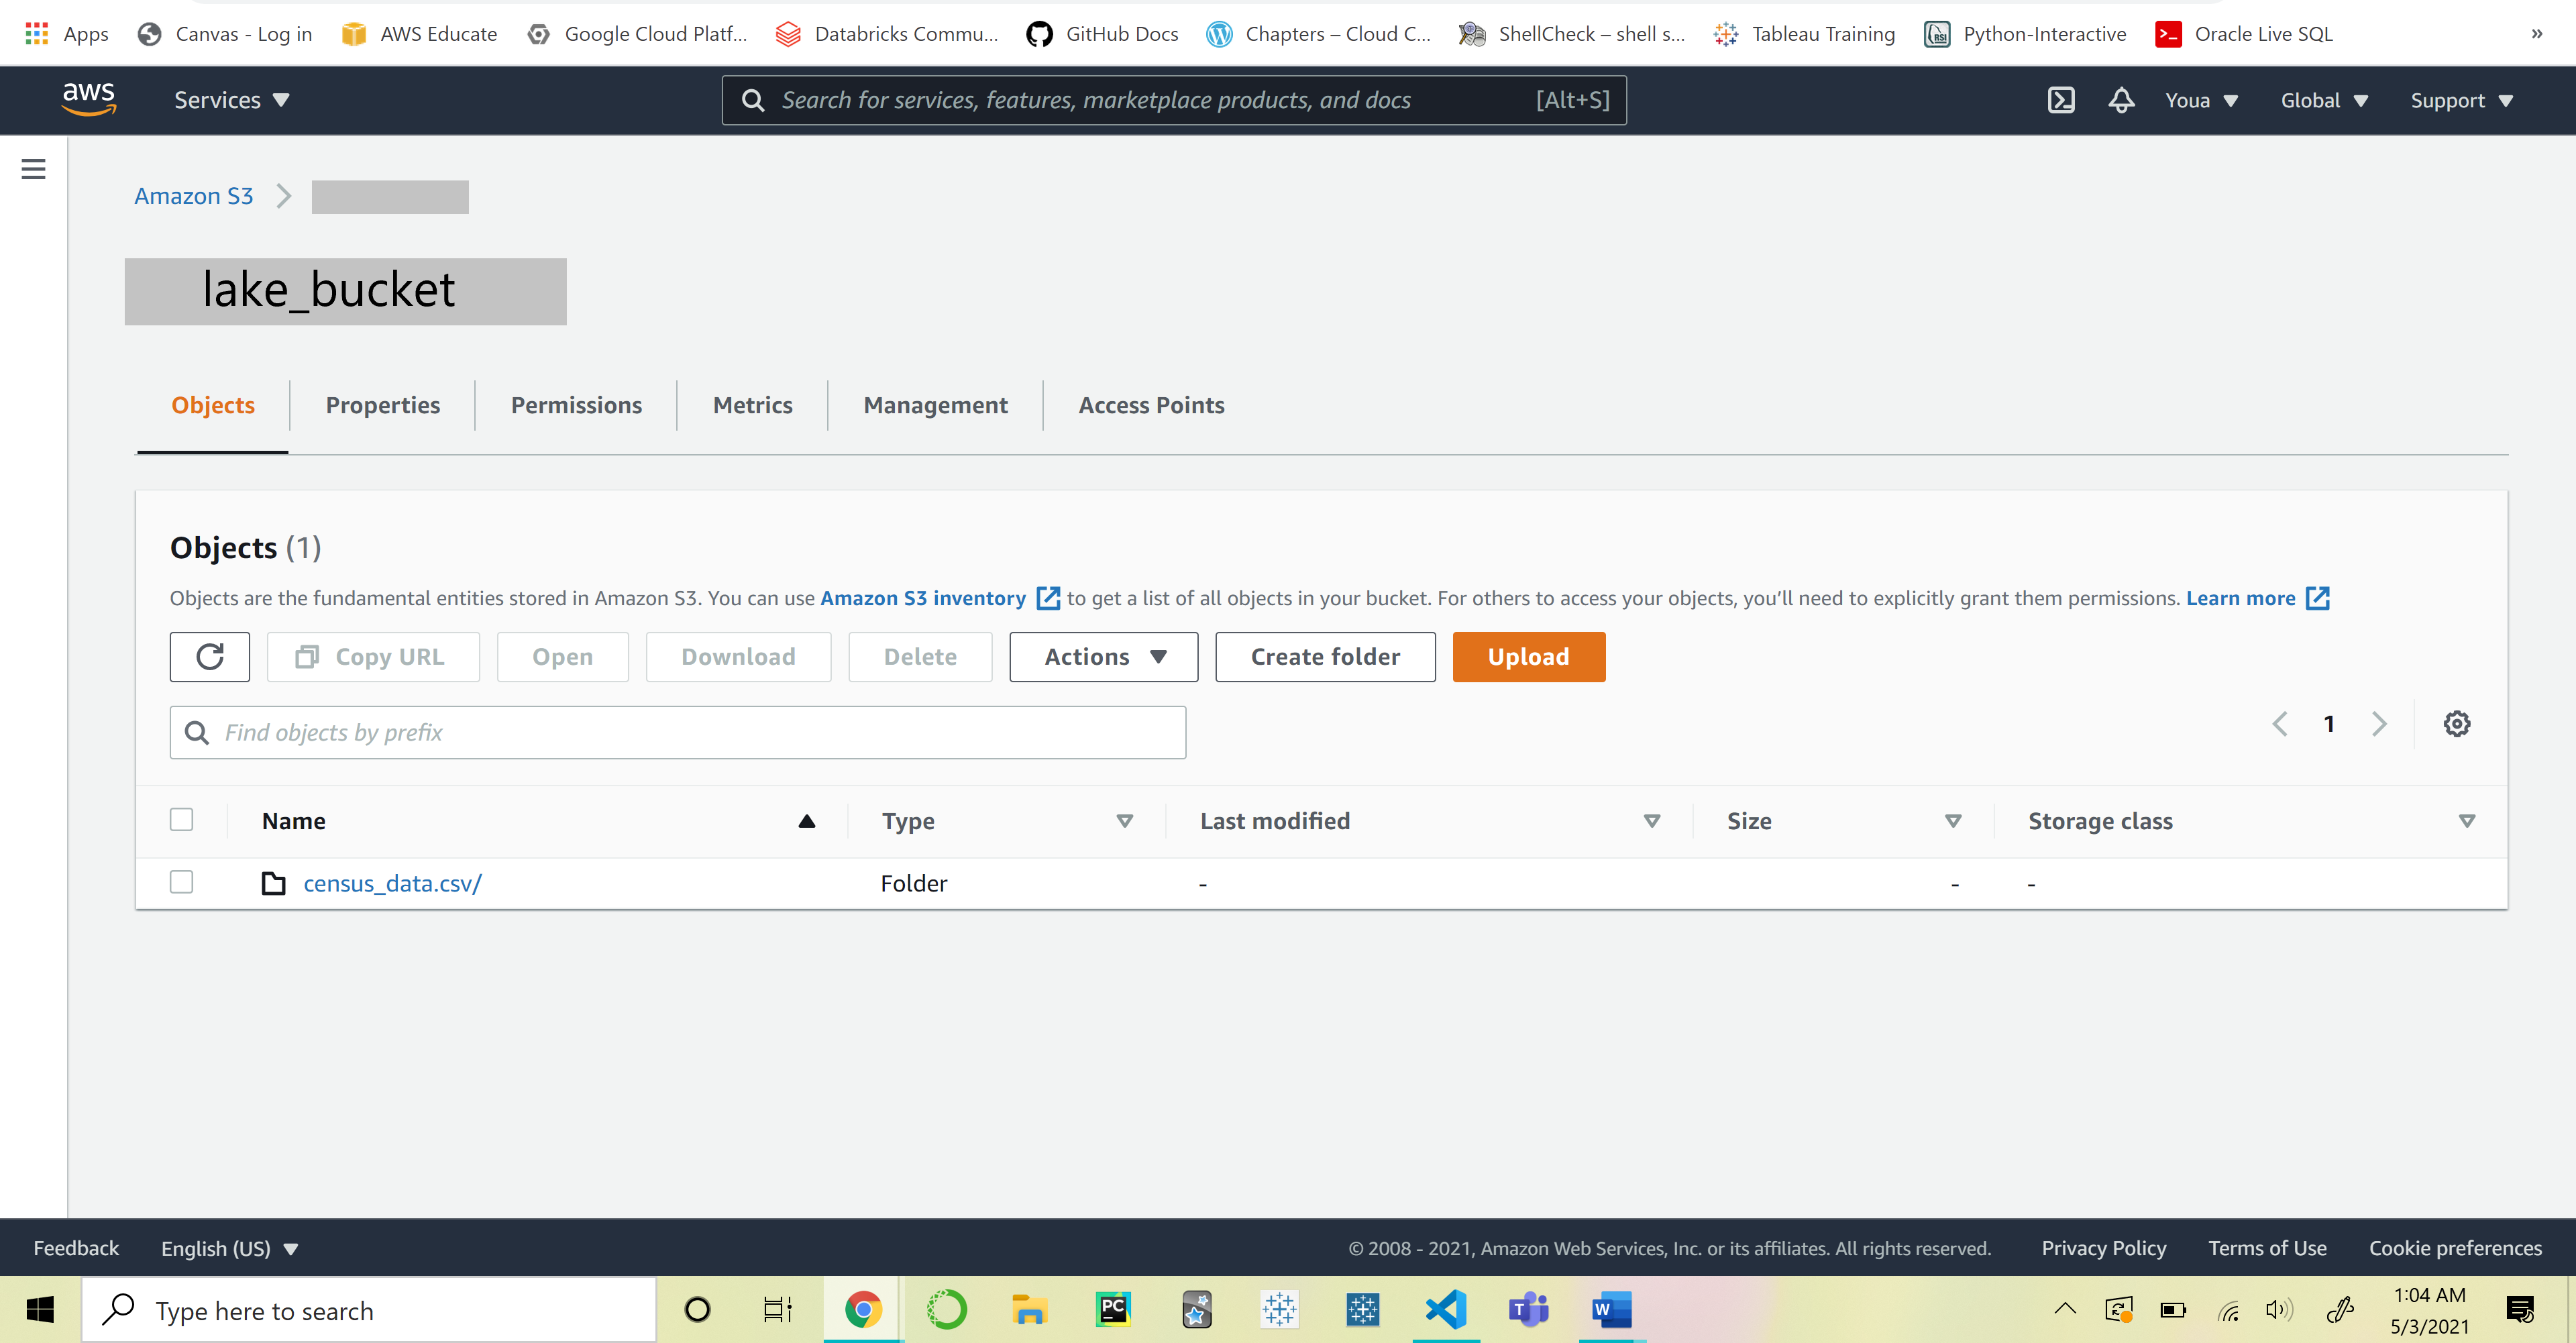 Apps Canvas - Log in AWS Educate Google Cloud Platf... Databricks Commu... GitHub Docs Chapters – Cloud C... ShellCheck – shell s... Tableau Training RSI Python-Interactive >_ Oracle Live SQL »
aws Services Search for services, features, marketplace products, and docs [Alt+S] Youa Global Support
Amazon S3
lake_bucket
Objects Properties Permissions Metrics Management Access Points
Objects (1)
Objects are the fundamental entities stored in Amazon S3. You can use Amazon S3 inventory to get a list of all objects in your bucket. For others to access your objects, you’ll need to explicitly grant them permissions. Learn more
Copy URL Open Download Delete Actions Create folder Upload
Find objects by prefix 1
Name Type Last modified Size Storage class
census_data.csv/ Folder - - -
Feedback English (US) © 2008 - 2021, Amazon Web Services, Inc. or its affiliates. All rights reserved. Privacy Policy Terms of Use Cookie preferences
Type here to search PC T W 1:04 AM
5/3/2021